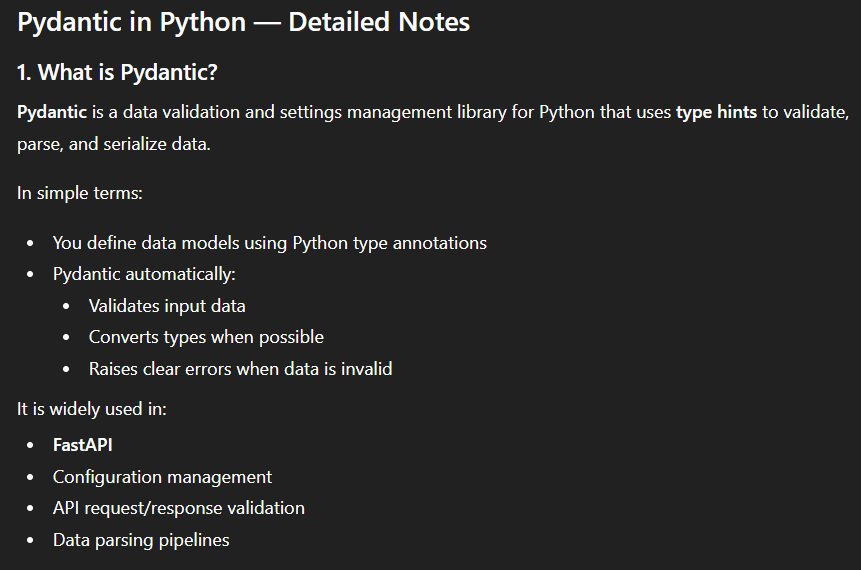 Pydantic in Python — Detailed Notes
1. What is Pydantic?
Pydantic is a data validation and settings management library for Python that uses type hints to validate,
parse, and serialize data.
In simple terms:
• You define data models using Python type annotations
• Pydantic automatically:
• Validates input data
• Converts types when possible
• Raises clear errors when data is invalid
It is widely used in:
• FastAPI
• Configuration management
• API request/response validation
• Data parsing pipelines